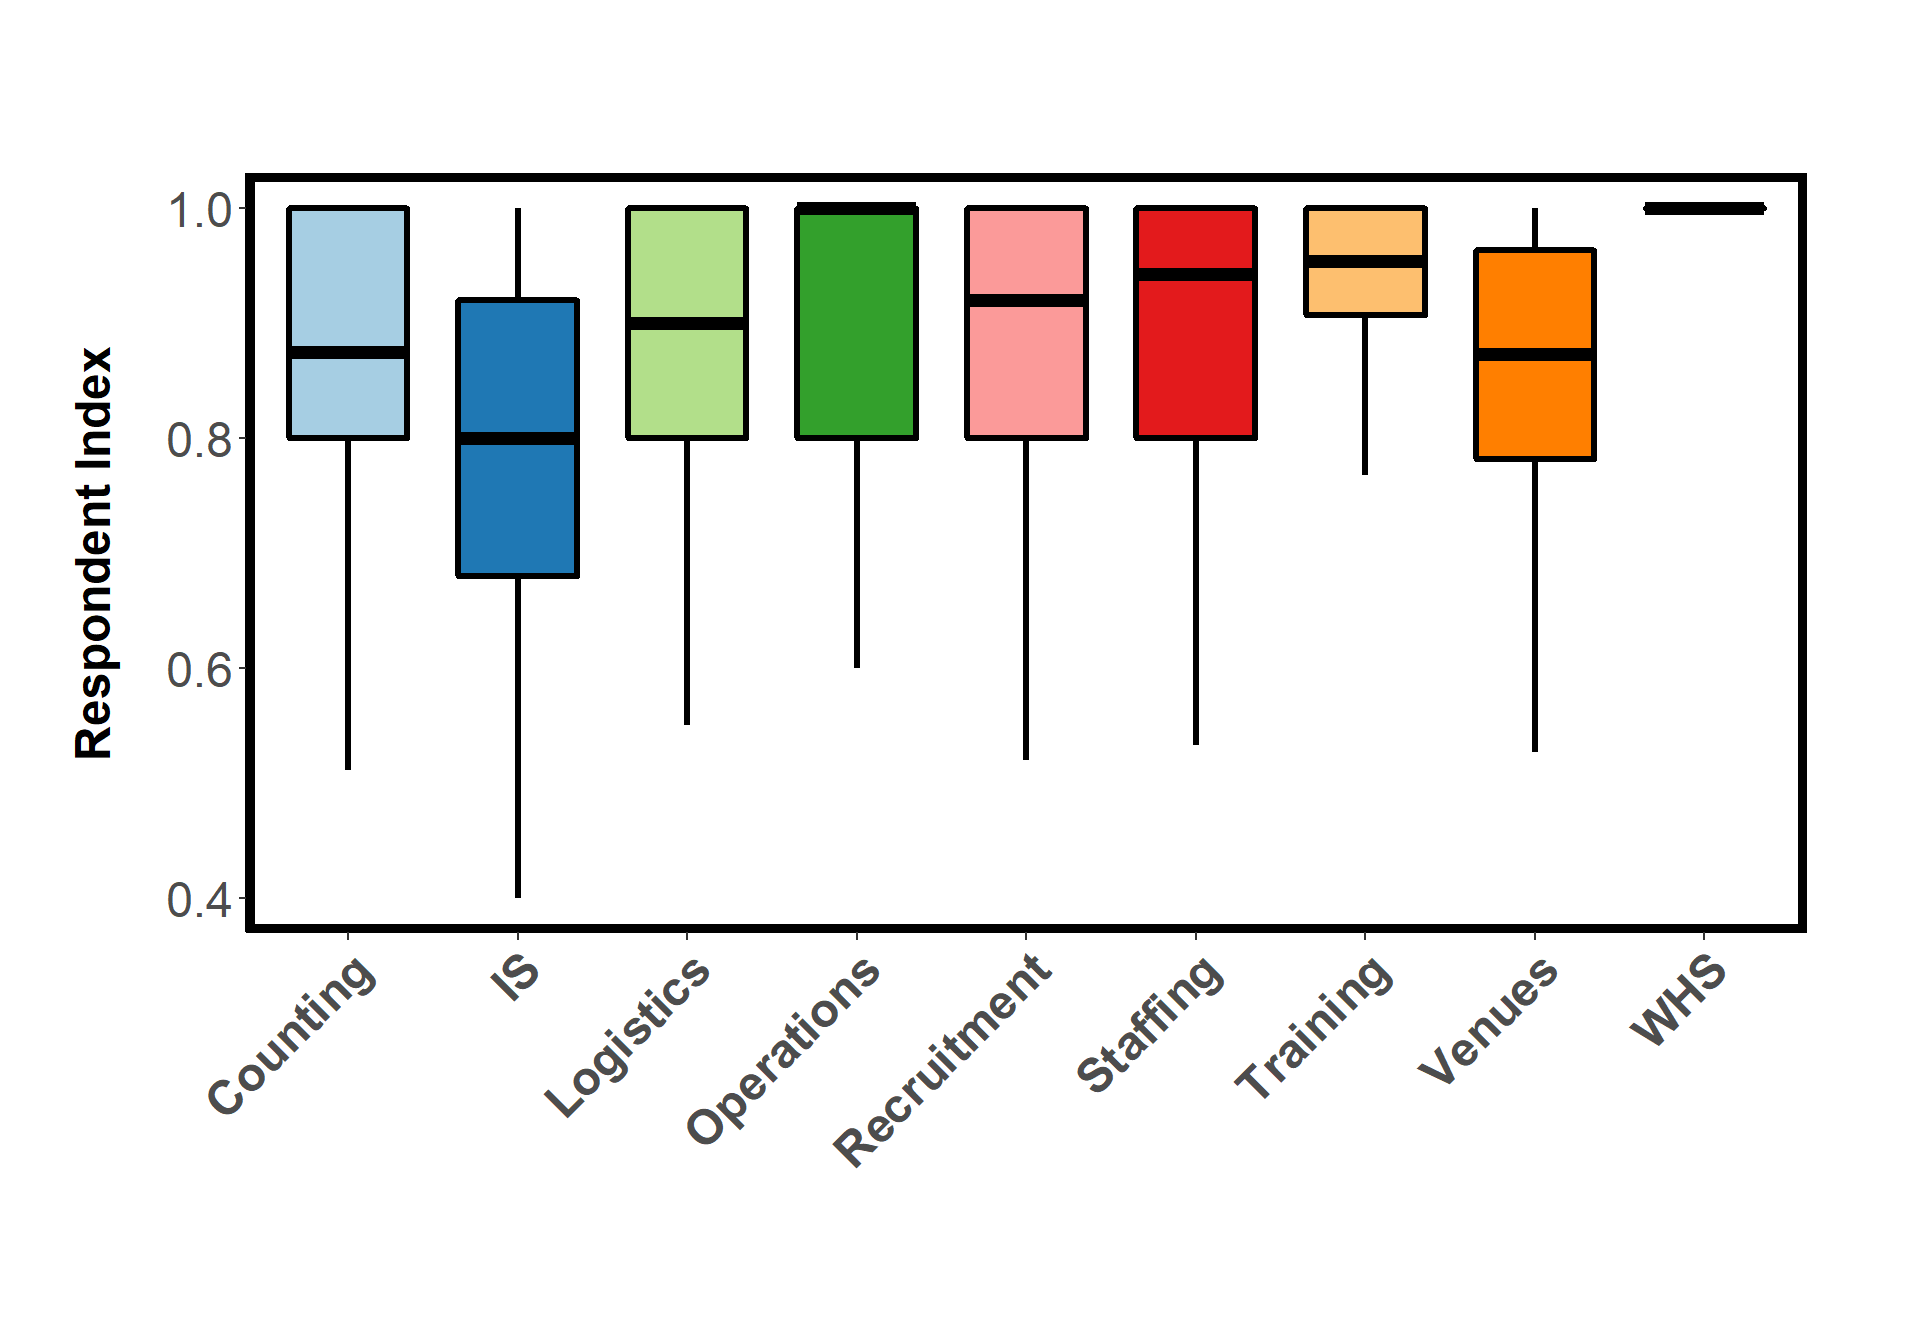 Respondent Index
1.0
0.8
0.6
0.4
Counting
IS
Logistics
Operations
Recruitment
Staffing
Training
Venues
WHS